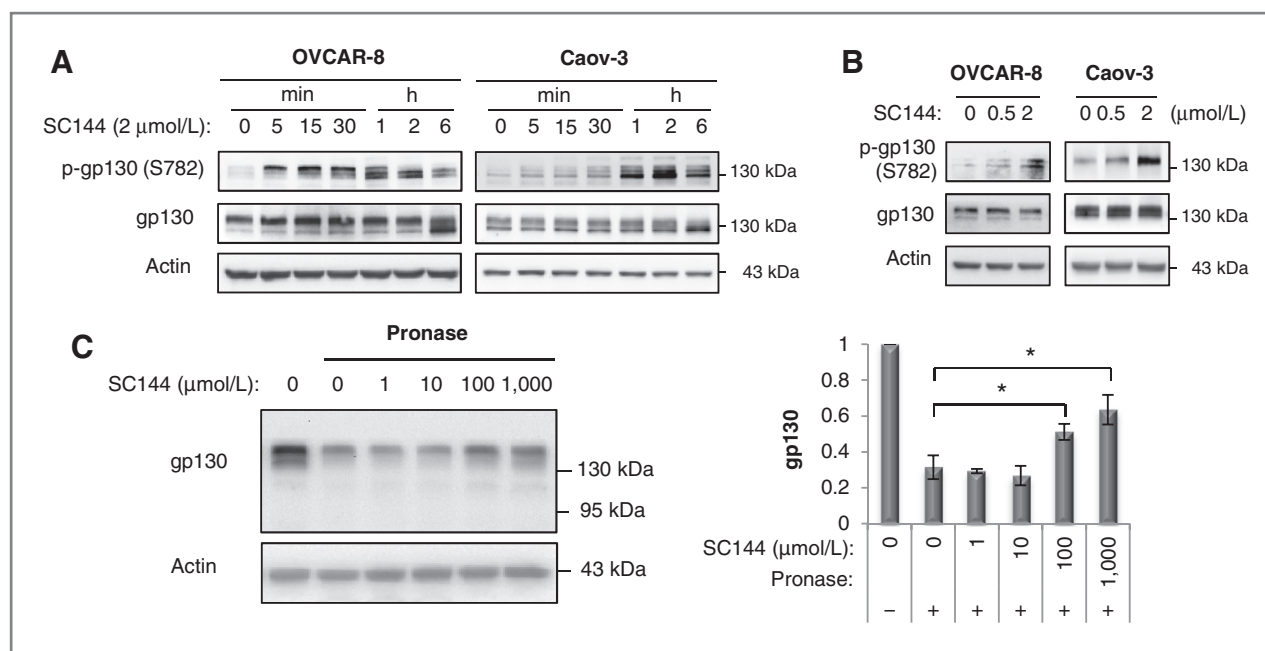 A
OVCAR-8 Caov-3
min h min h
SC144 (2 μmol/L): 0 5 15 30 1 2 6 0 5 15 30 1 2 6
p-gp130 (S782) 130 kDa
gp130 130 kDa
Actin 43 kDa
B
OVCAR-8 Caov-3
SC144: 0 0.5 2 0 0.5 2 (μmol/L)
p-gp130
(S782) 130 kDa
gp130 130 kDa
Actin 43 kDa
C
Pronase
SC144 (μmol/L): 0 0 1 10 100 1,000
gp130
130 kDa
95 kDa
Actin 43 kDa
gp130
1
0.8
0.6
0.4
0.2
0
*
*
SC144 (μmol/L): 0 0 1 10 100 1,000
Pronase:
– + + + + +